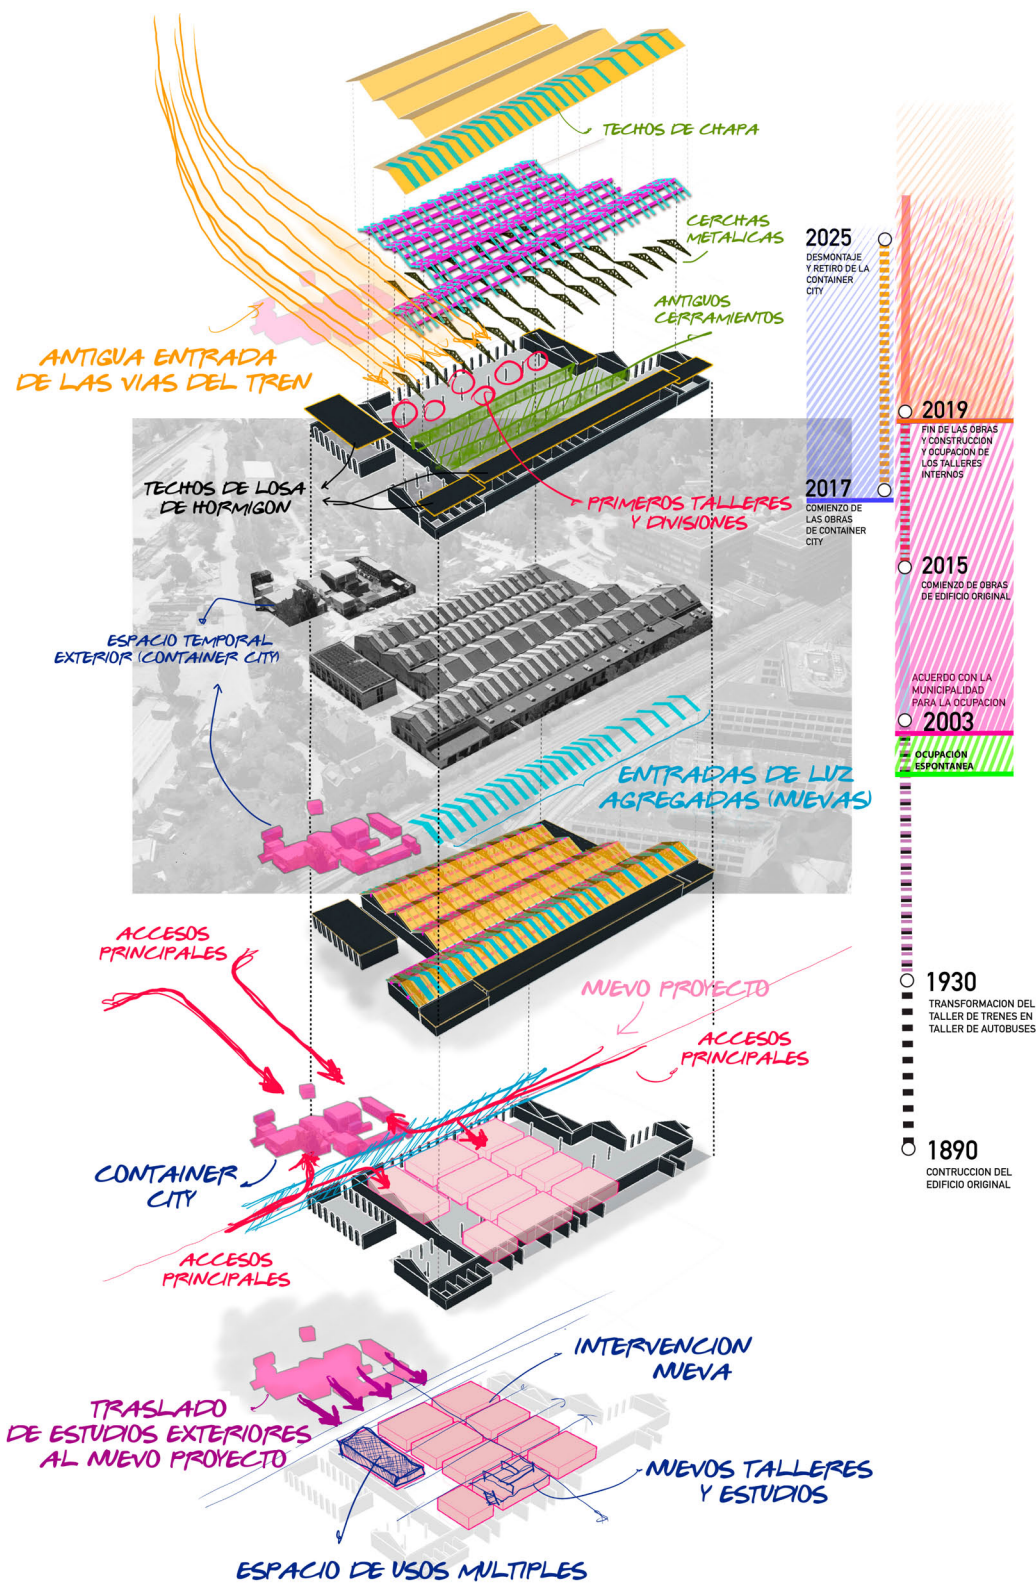 TECHOS DE CHAPA
CERCHAS
METALICAS
ANTIGUOS
CERRAMIENTOS
ANTIGUA ENTRADA
DE LAS VIAS DEL TREN
TECHOS DE LOSA
DE HORMIGON
PRIMEROS TALLERES
Y DIVISIONES
ESPACIO TEMPORAL
EXTERIOR (CONTAINER CITY)
ENTRADAS DE LUZ
AGREGADAS (NUEVAS)
ACCESOS
PRINCIPALES
NUEVO PROYECTO
ACCESOS
PRINCIPALES
CONTAINER
CITY
ACCESOS
PRINCIPALES
INTERVENCION
NUEVA
TRASLADO
DE ESTUDIOS EXTERIORES
AL NUEVO PROYECTO
NUEVOS TALLERES
Y ESTUDIOS
ESPACIO DE USOS MULTIPLES
2025
DESMONTAJE
Y RETIRO DE LA
CONTAINER
CITY
2019
FIN DE LAS OBRAS
Y CONSTRUCCION
Y OCUPACION DE
LOS TALLERES
INTERNOS
2017
COMIENZO DE
LAS OBRAS
DE CONTAINER
CITY
2015
COMIENZO DE OBRAS
DE EDIFICIO ORIGINAL
ACUERDO CON LA
MUNICIPALIDAD
PARA LA OCUPACION
2003
OCUPACIÓN
ESPONTANEA
1930
TRANSFORMACION DEL
TALLER DE TRENES EN
TALLER DE AUTOBUSES
1890
CONTRUCCION DEL
EDIFICIO ORIGINAL